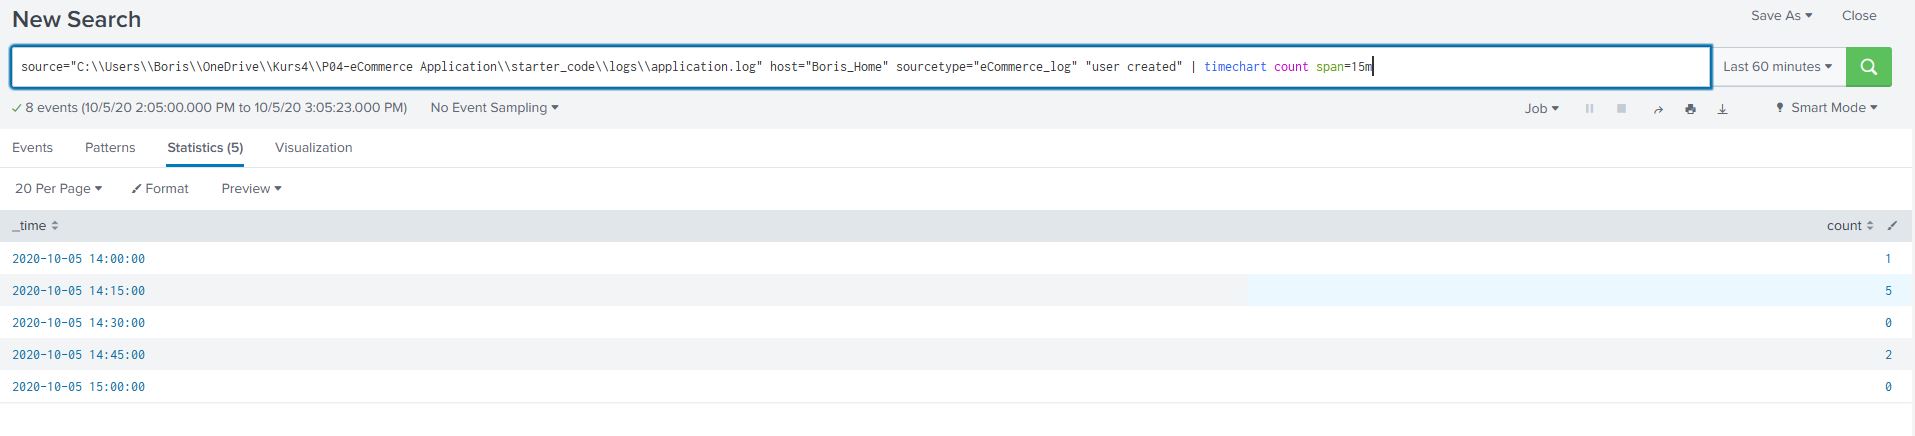 New Search
Save As Close
source="C:\\Users\\Boris\\OneDrive\\Kurs4\\P04-eCommerce Application\\starter_code\\logs\\application.log" host="Boris_Home" sourcetype="eCommerce_log" "user created" | timechart count span=15m
Last 60 minutes
8 events (10/5/20 2:05:00.000 PM to 10/5/20 3:05:23.000 PM) No Event Sampling
Job Smart Mode
Events Patterns Statistics (5) Visualization
20 Per Page Format Preview
_time count
2020-10-05 14:00:00 1
2020-10-05 14:15:00 5
2020-10-05 14:30:00 0
2020-10-05 14:45:00 2
2020-10-05 15:00:00 0